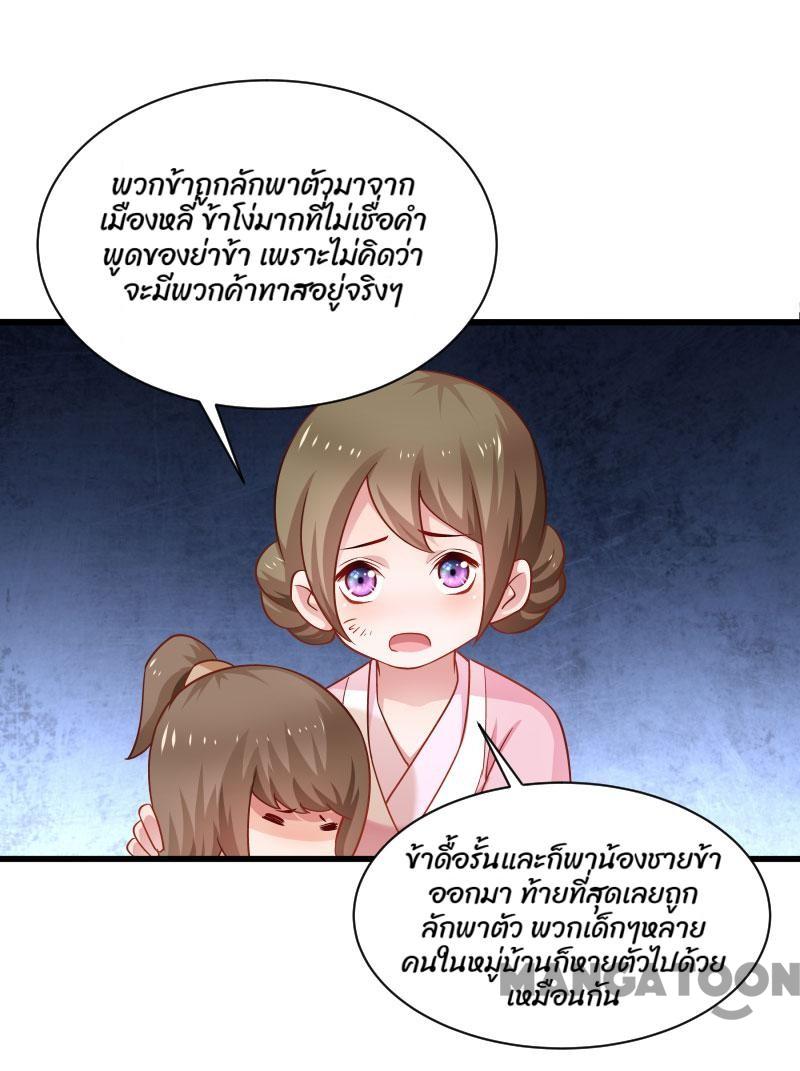 พวกข้าถูกลักพาตัวมาจาก
เมืองหลี่ ข้าโง่มากที่ไม่เชื่อคำ
พูดของย่าข้า เพราะไม่คิดว่า
จะมีพวกค้าทาสอยู่จริงๆ
ข้าดื้อรั้นและก็พาน้องชายข้า
ออกมา ท้ายที่สุดเลยถูก
ลักพาตัว พวกเด็กๆหลาย
คนในหมู่บ้านก็หายตัวไปด้วย
เหมือนกัน
MANGATOON